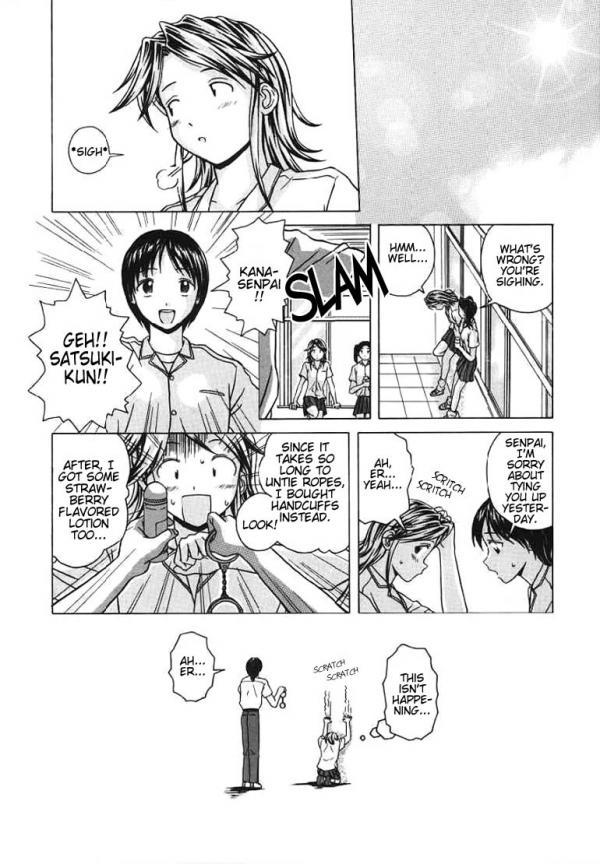 *SIGH*
WHAT'S
WRONG?
YOU'RE
SIGHING.
HMM...
WELL...
SLAM
KANA-
SENPAI
!!
GEH!!
SATSUKI-
KUN!!
SENPAI,
I'M
SORRY
ABOUT
TYING
YOU UP
YESTER-
DAY.
SCRITCH
SCRITCH
AH,
ER...
YEAH...
SINCE IT
TAKES SO
LONG TO
UNTIE ROPES,
I BOUGHT
HANDCUFFS
INSTEAD.
LOOK!
AFTER, I
GOT SOME
STRAW-
BERRY
FLAVORED
LOTION
TOO...
THIS
ISN'T
HAPPE-
NING...
SCRATCH
SCRATCH
AH...
ER...